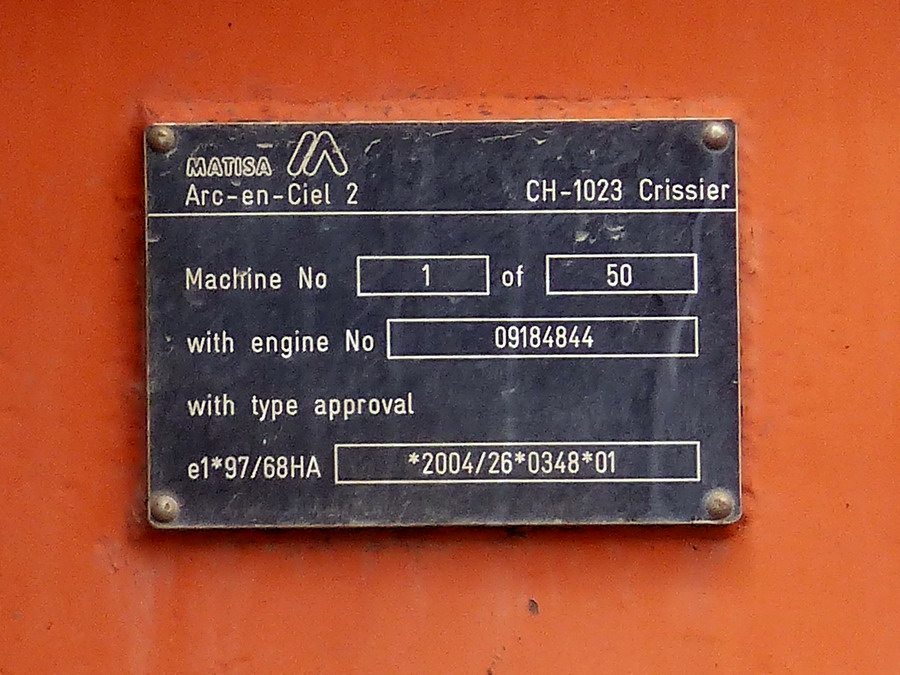 MATISA
Arc-en-Ciel 2 CH-1023 Crissier
Machine No 1 of 50
with engine No 09184844
with type approval
e1*97/68HA *2004/26*0348*01